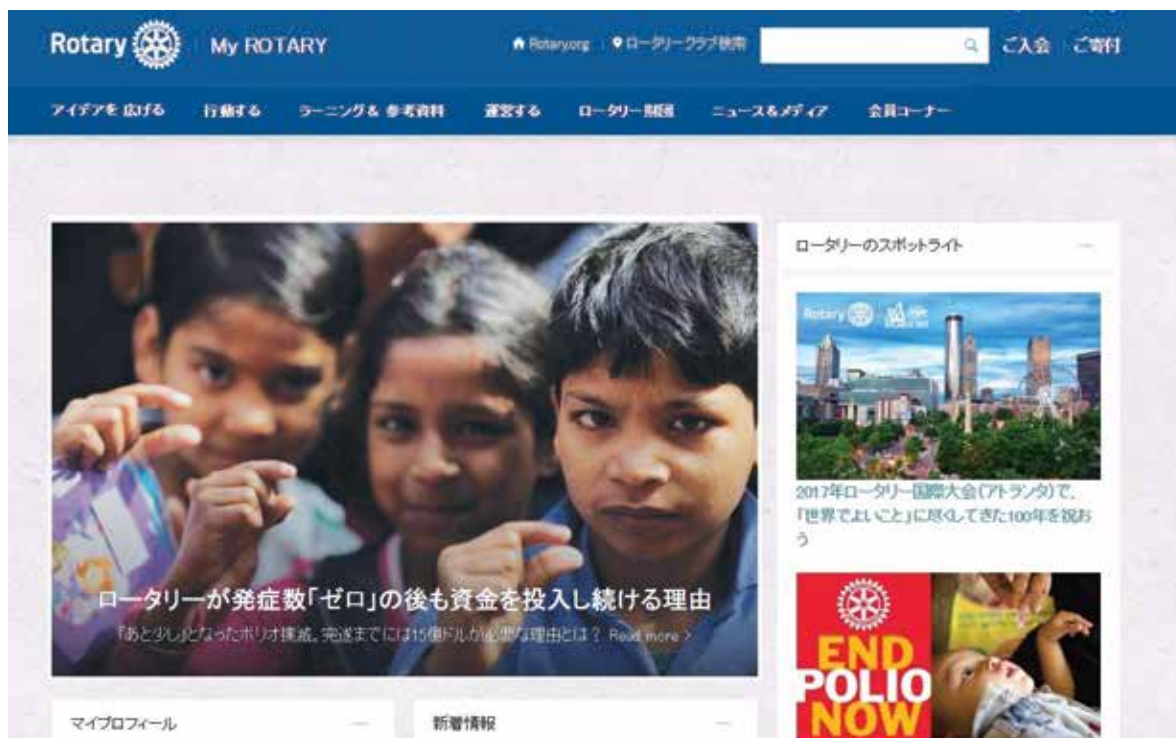 Rotary
My ROTARY
Rotary.org
ロータリークラブ検索
ご入会
ご寄付
アイデアを 広げる
行動する
ラーニング& 参考資料
運営する
ロータリー財団
ニュース&メディア
会員コーナー
ロータリーが発症数「ゼロ」の後も資金を投入し続ける理由
「あと少し」となったポリオ撲滅。完遂までには15億ドルが必要な理由とは? Read more >
ロータリーのスポットライト
Rotary
2017年ロータリー国際大会(アトランタ)で、
「世界でよいこと」に尽くしてきた100年を祝お
う
END
POLIO
NOW
マイプロフィール
新着情報